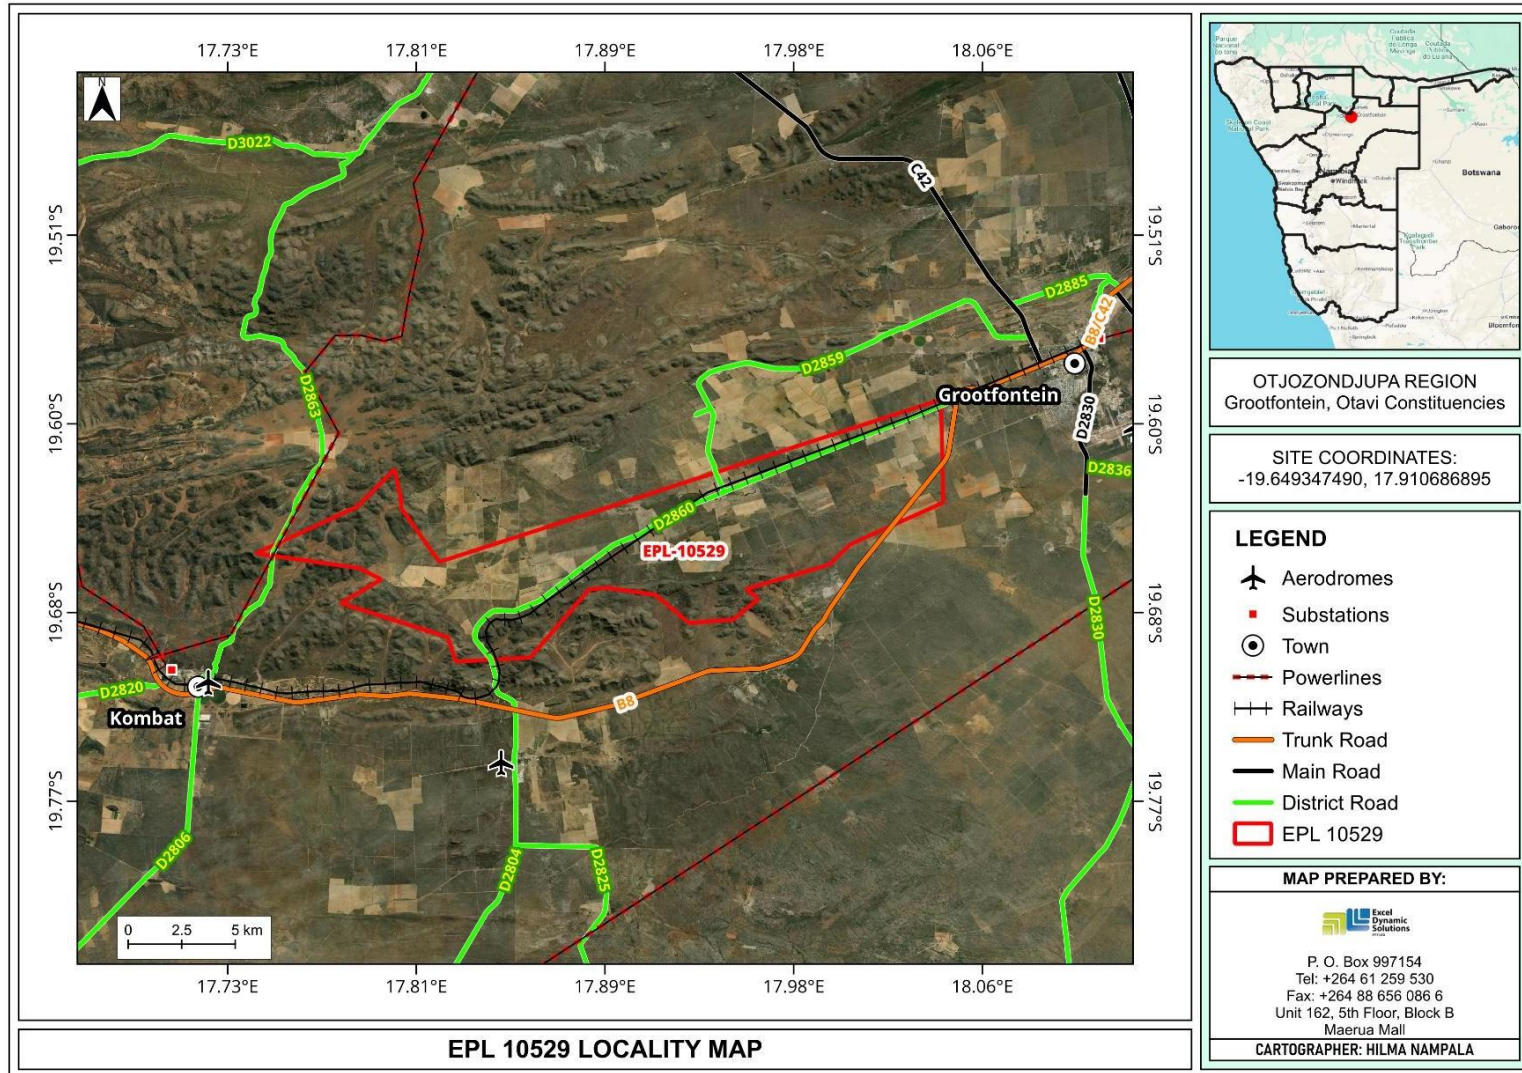 17.73°E 17.81°E 17.89°E 17.98°E 18.06°E
N
D3022
C42
19.51°S
19.51°S
D2885
B8/C42
D2859
D2863
Grootfontein
19.60°S
D2830
19.60°S
D2836
D2860
EPL-10529
19.68°S
19.68°S
D2830
D2820
B8
Kombat
19.77°S
19.77°S
D2806
D2804
D2825
0 2.5 5 km
17.73°E 17.81°E 17.89°E 17.98°E 18.06°E
EPL 10529 LOCALITY MAP
Botswana
Windhoek
OTJOZONDJUPA REGION
Grootfontein, Otavi Constituencies
SITE COORDINATES:
-19.649347490, 17.910686895
LEGEND
Aerodromes
Substations
Town
Powerlines
Railways
Trunk Road
Main Road
District Road
EPL 10529
MAP PREPARED BY:
Excel
Dynamic
Solutions
P. O. Box 997154
Tel: +264 61 259 530
Fax: +264 88 656 086 6
Unit 162, 5th Floor, Block B
Maerua Mall
CARTOGRAPHER: HILMA NAMPALA